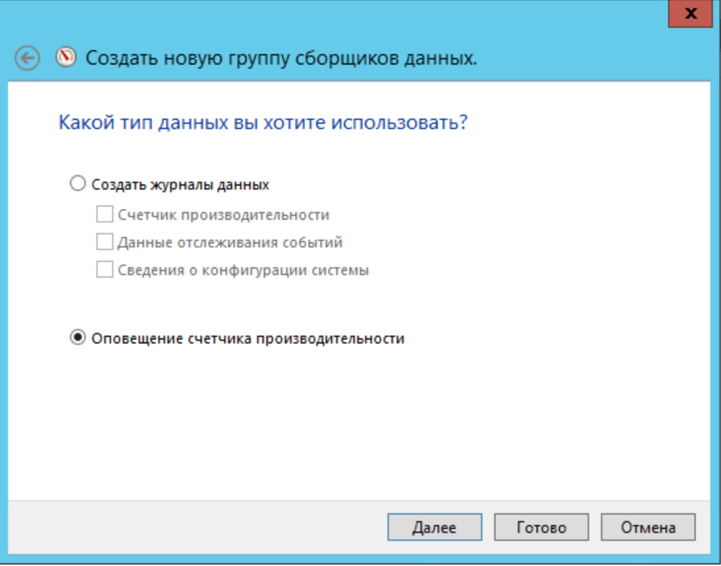 x
Создать новую группу сборщиков данных.
Какой тип данных вы хотите использовать?
Создать журналы данных
Счетчик производительности
Данные отслеживания событий
Сведения о конфигурации системы
Оповещение счетчика производительности
Далее Готово Отмена